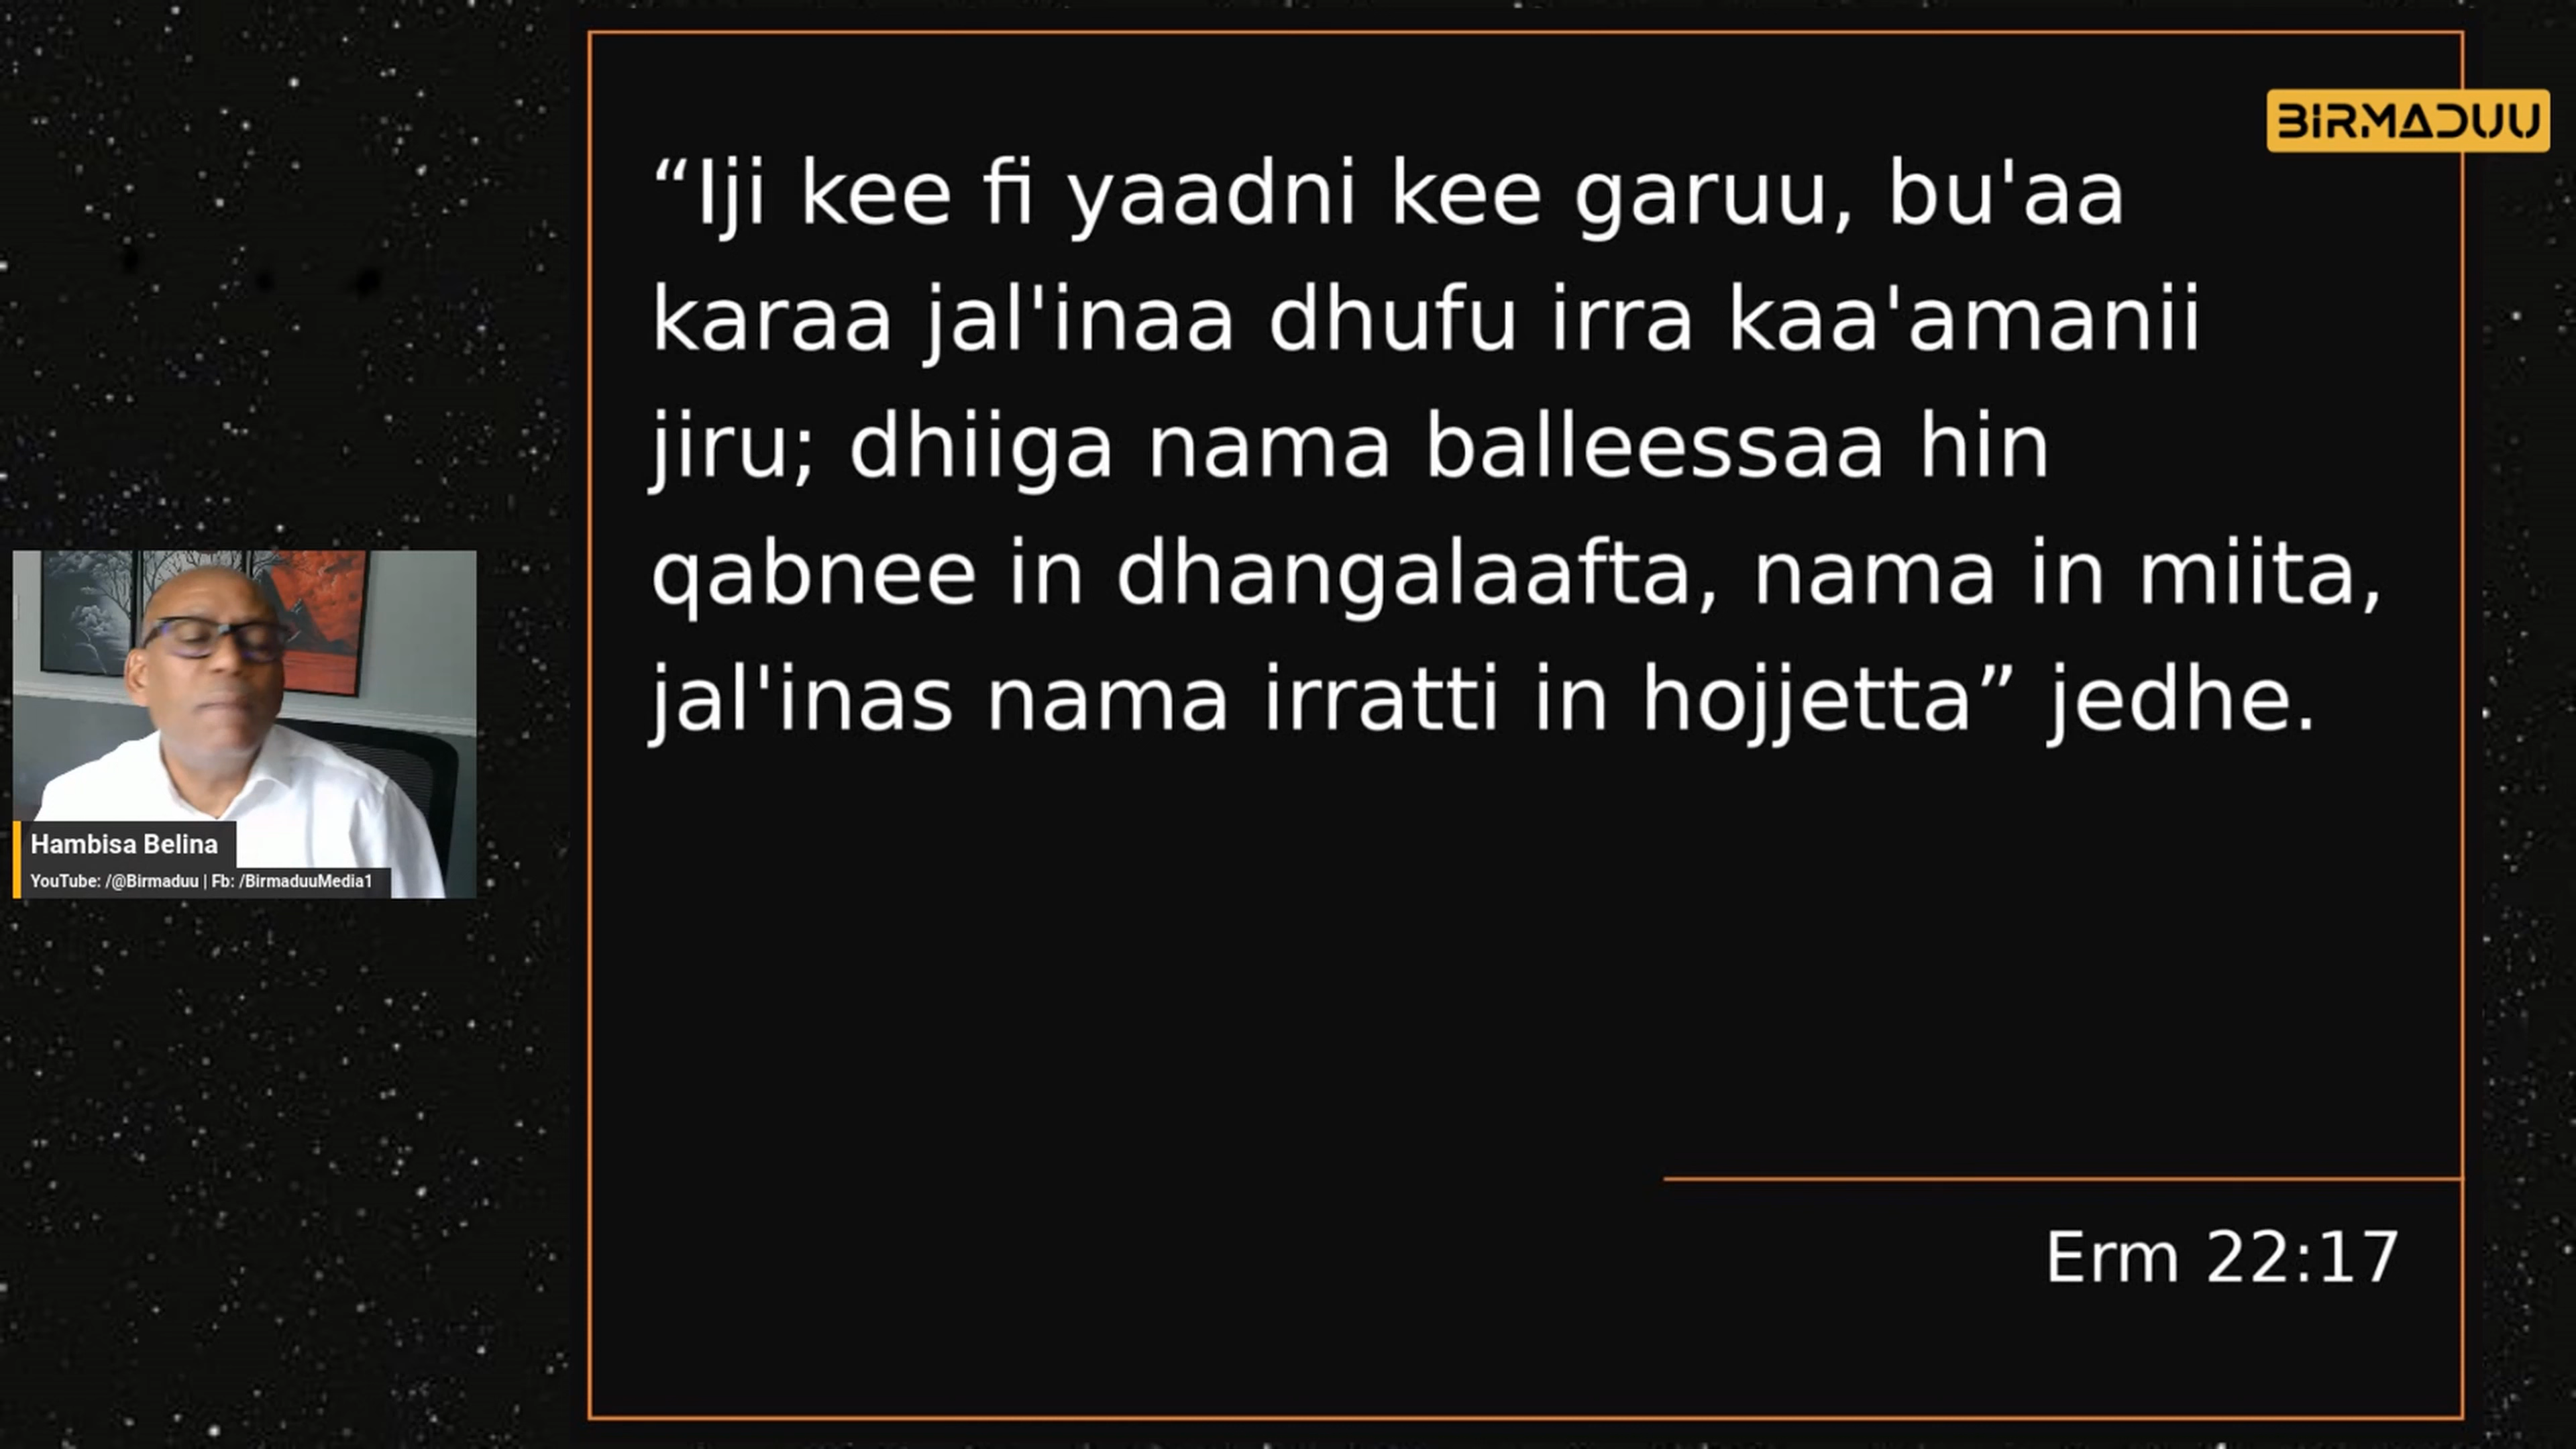 BİRMADUU
“Iji kee fi yaadni kee garuu, bu'aa
karaa jal'inaa dhufu irra kaa'amanii
jiru; dhiiga nama balleessaa hin
qabnee in dhangalaafta, nama in miita,
jal'inas nama irratti in hojjetta” jedhe.
Hambisa Belina
YouTube: /@Birmaduu | Fb: /BirmaduuMedia1
Erm 22:17